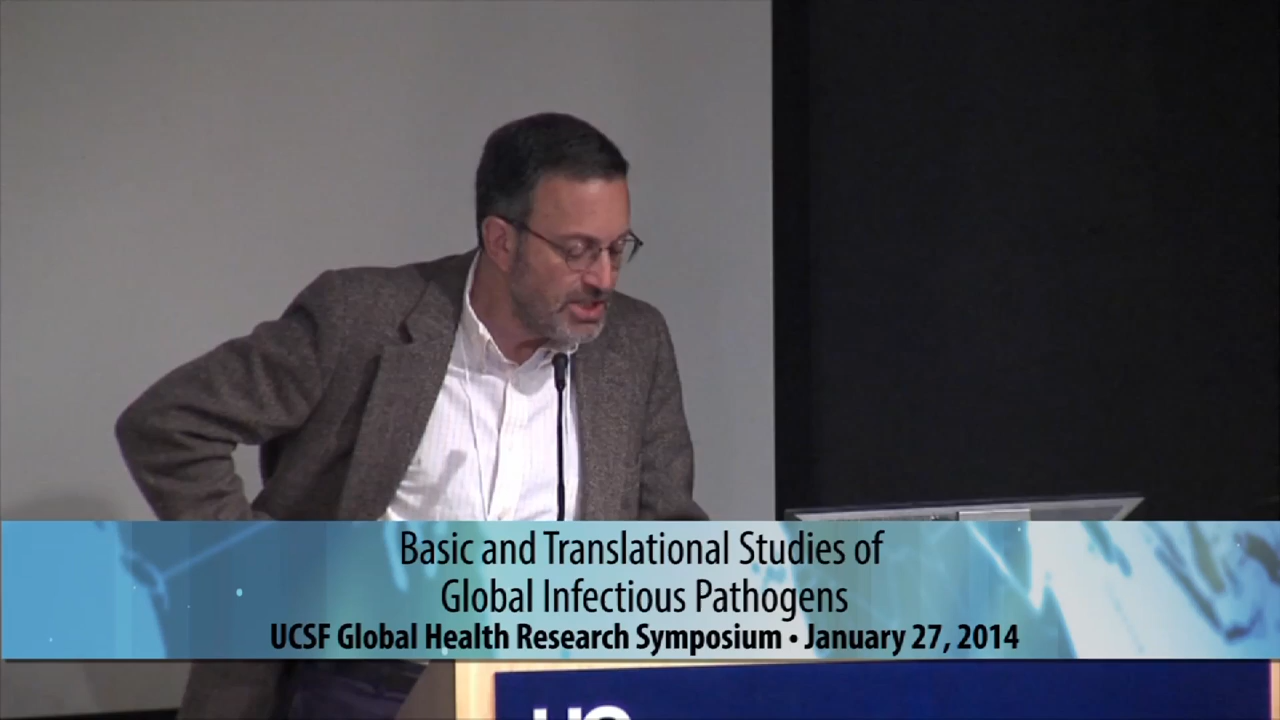 Basic and Translational Studies of
Global Infectious Pathogens
UCSF Global Health Research Symposium • January 27, 2014